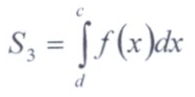 S₃ = ∫_d^c f(x)dx